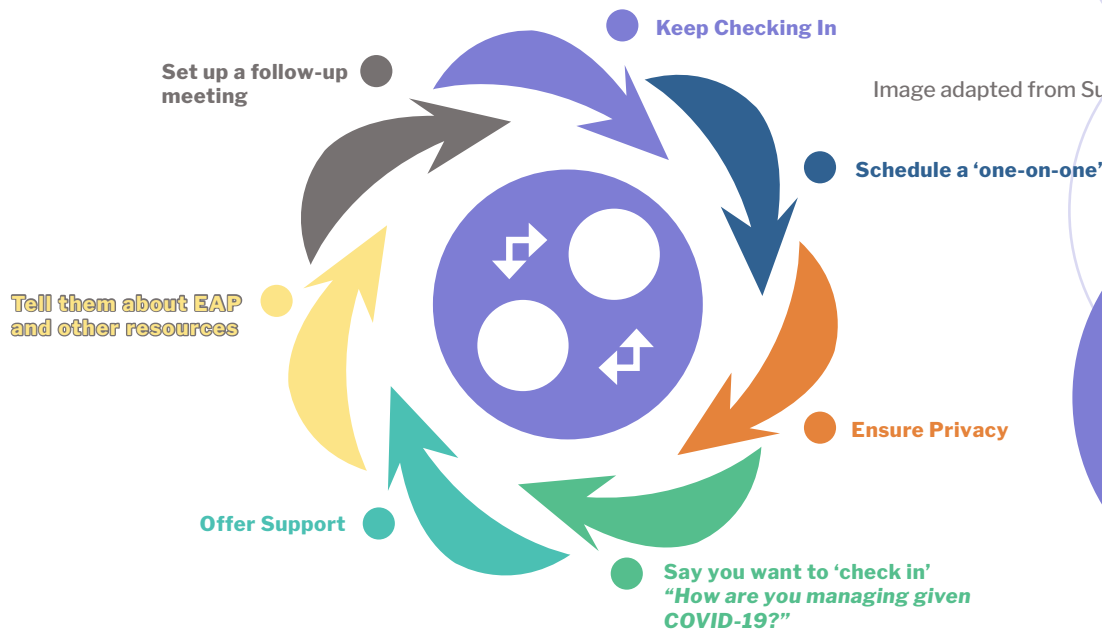 Keep Checking In
Set up a follow-up
meeting
Image adapted from
Schedule a ‘one-on-one’
Tell them about EAP
and other resources
Ensure Privacy
Offer Support
Say you want to ‘check in’
“How are you managing given
COVID-19?”